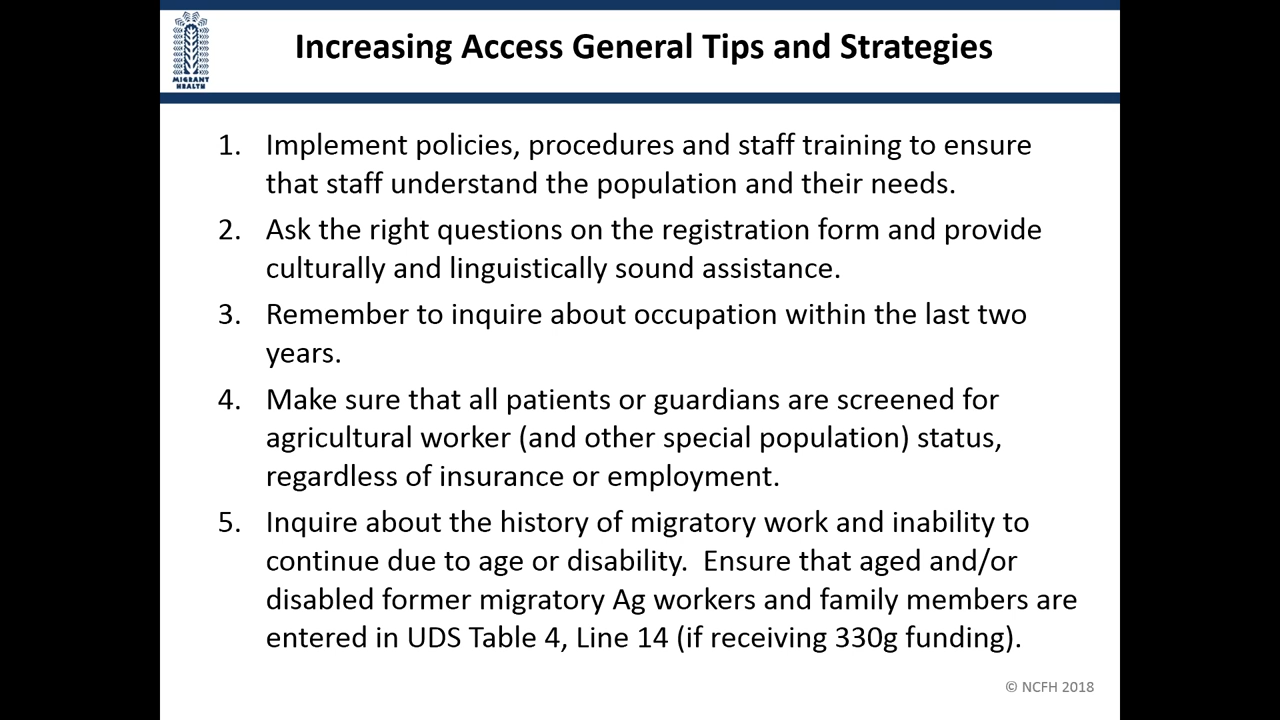 MIGRANT
HEALTH
Increasing Access General Tips and Strategies
1. Implement policies, procedures and staff training to ensure
that staff understand the population and their needs.
2. Ask the right questions on the registration form and provide
culturally and linguistically sound assistance.
3. Remember to inquire about occupation within the last two
years.
4. Make sure that all patients or guardians are screened for
agricultural worker (and other special population) status,
regardless of insurance or employment.
5. Inquire about the history of migratory work and inability to
continue due to age or disability.  Ensure that aged and/or
disabled former migratory Ag workers and family members are
entered in UDS Table 4, Line 14 (if receiving 330g funding).
© NCFH 2018